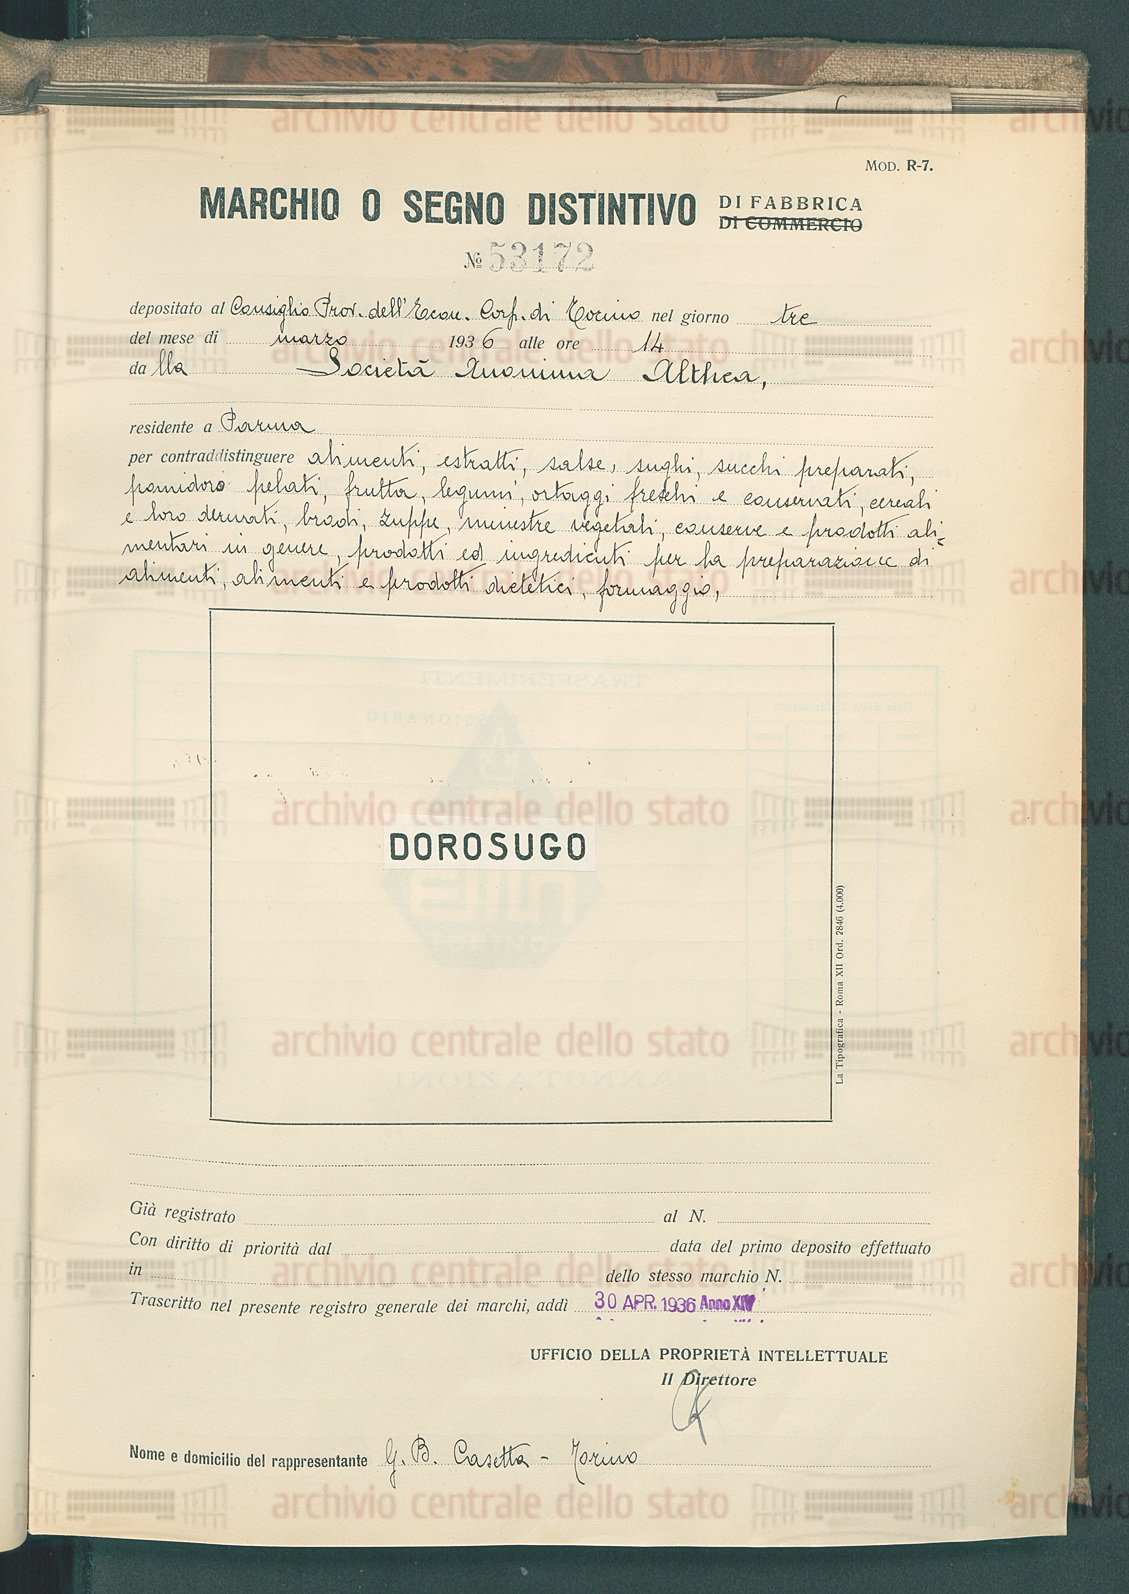 MOD. R-7.
MARCHIO O SEGNO DISTINTIVO DI FABBRICA
DI COMMERCIO
№ 53172
depositato al Consiglio Prov. dell'Econ. Corp. di Torino nel giorno tre
del mese di marzo 1936 alle ore 14
da lla Società Anonima Althea,
residente a Parma
per contraddistinguere alimenti, estratti, salse, sughi, succhi preparati,
pomidoro pelati, frutta, legumi, ortaggi freschi e conservati, cereali
e loro derivati, brodi, zuppe, minestre vegetali, conserve e prodotti ali-
mentari in genere, prodotti ed ingredienti per la preparazione di
alimenti, alimenti e prodotti dietetici, formaggio,
DOROSUGO
La Tipografica - Roma XII Ord. 2846 (4.000)
Già registrato al N.
Con diritto di priorità dal data del primo deposito effettuato
in dello stesso marchio N.
Trascritto nel presente registro generale dei marchi, addì 30 APR. 1936 Anno XIV
UFFICIO DELLA PROPRIETÀ INTELLETTUALE
Il Direttore
Nome e domicilio del rappresentante G. B. Casetta - Torino
archivio centrale dello stato